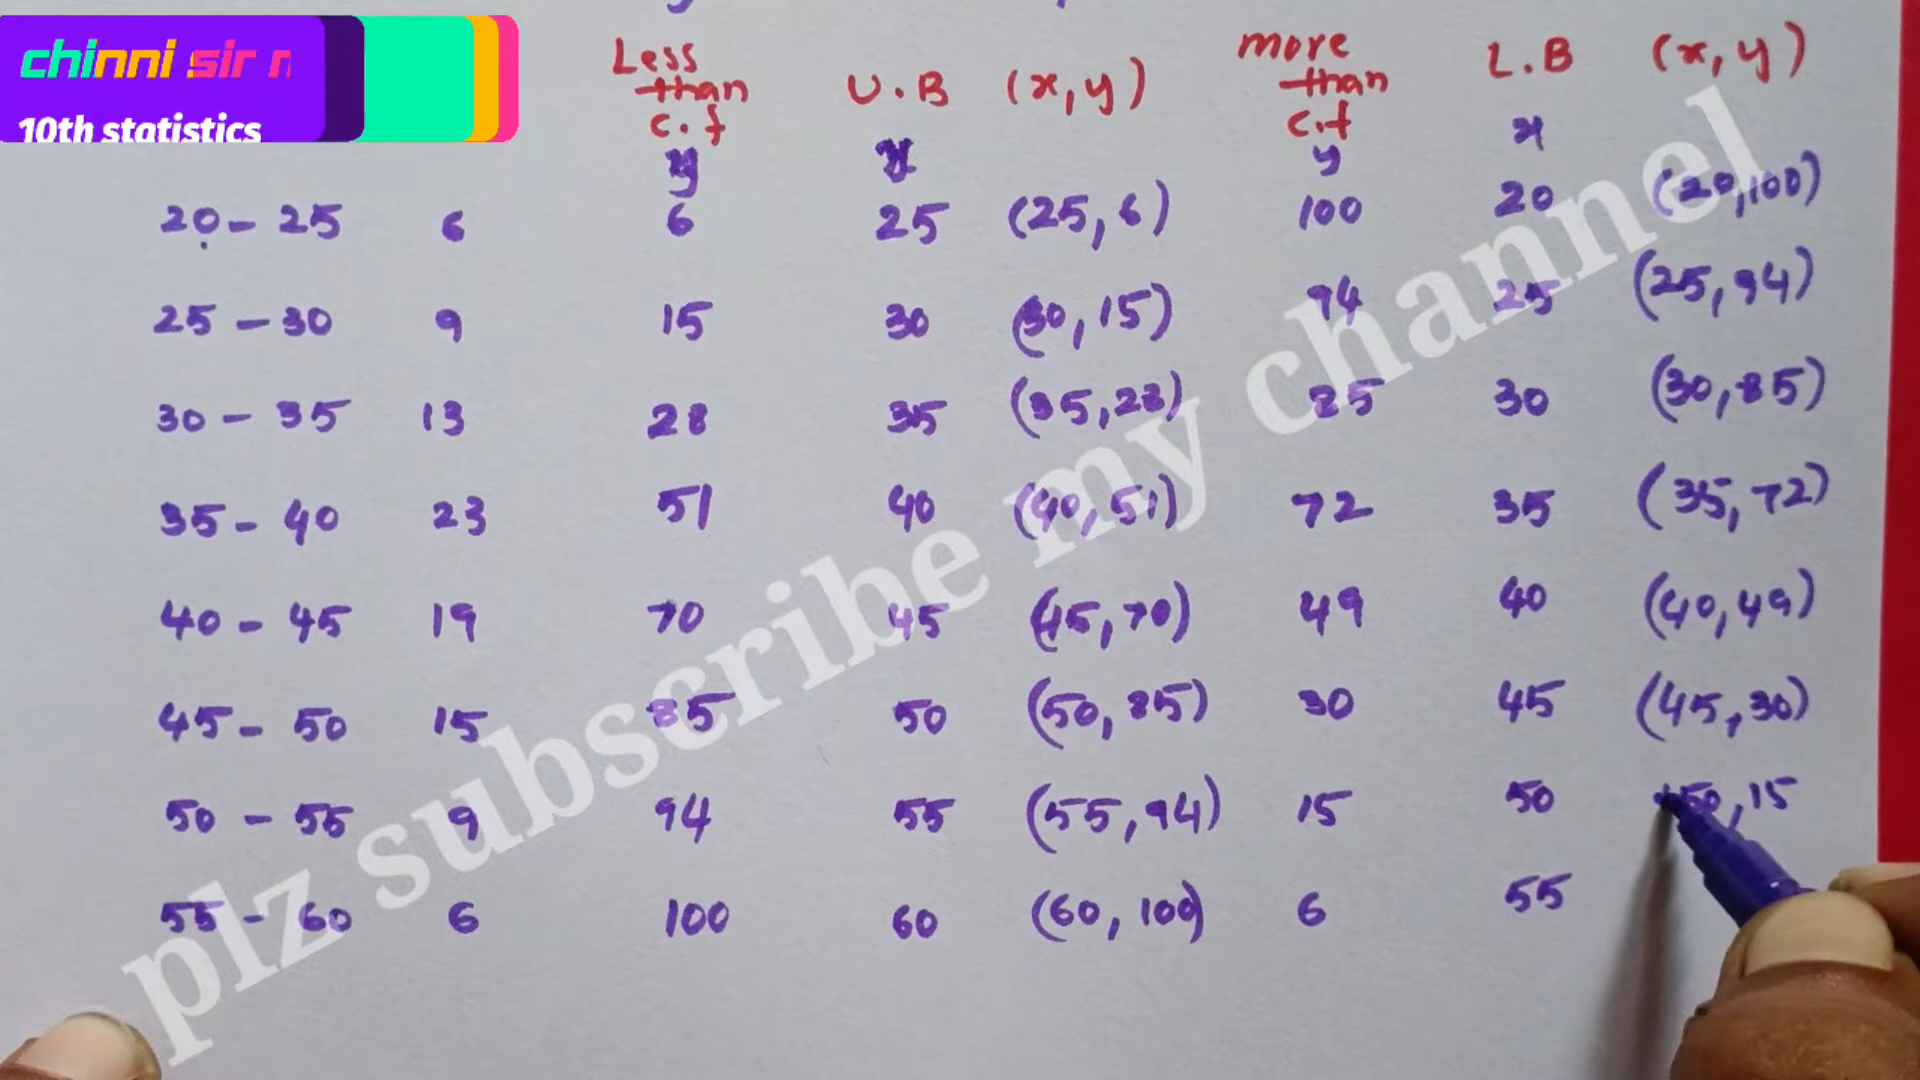 chinni sir
10th statistics
Less than c.f U.B (x,y) more than c.f L.B (x,y)
y x y x
20-25 6 6 25 (25,6) 100 20 (20,100)
25-30 9 15 30 (30,15) 94 25 (25,94)
30-35 13 28 35 (35,28) 85 30 (30,85)
35-40 23 51 40 (40,51) 72 35 (35,72)
40-45 19 70 45 (45,70) 49 40 (40,49)
45-50 15 85 50 (50,85) 30 45 (45,30)
50-55 9 94 55 (55,94) 15 50 (50,15
55-60 6 100 60 (60,100) 6 55
plz subscribe my channel